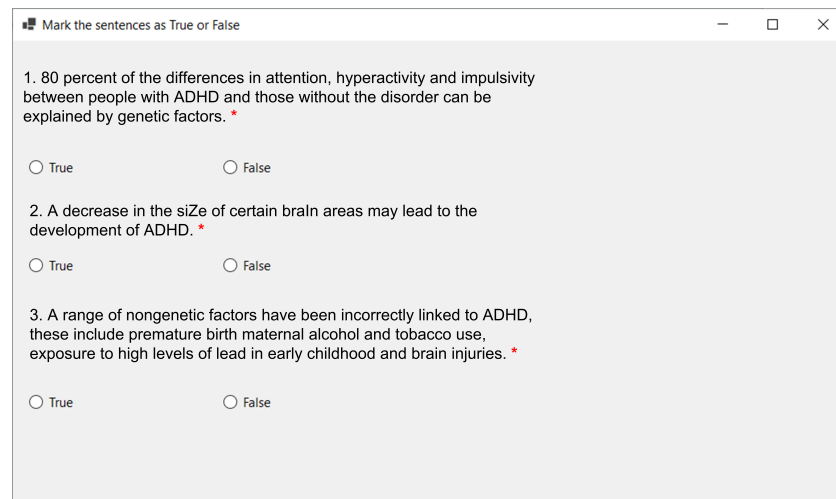 Mark the sentences as True or False
1. 80 percent of the differences in attention, hyperactivity and impulsivity
between people with ADHD and those without the disorder can be
explained by genetic factors. *
True False
2. A decrease in the siZe of certain braIn areas may lead to the
development of ADHD. *
True False
3. A range of nongenetic factors have been incorrectly linked to ADHD,
these include premature birth maternal alcohol and tobacco use,
exposure to high levels of lead in early childhood and brain injuries. *
True False